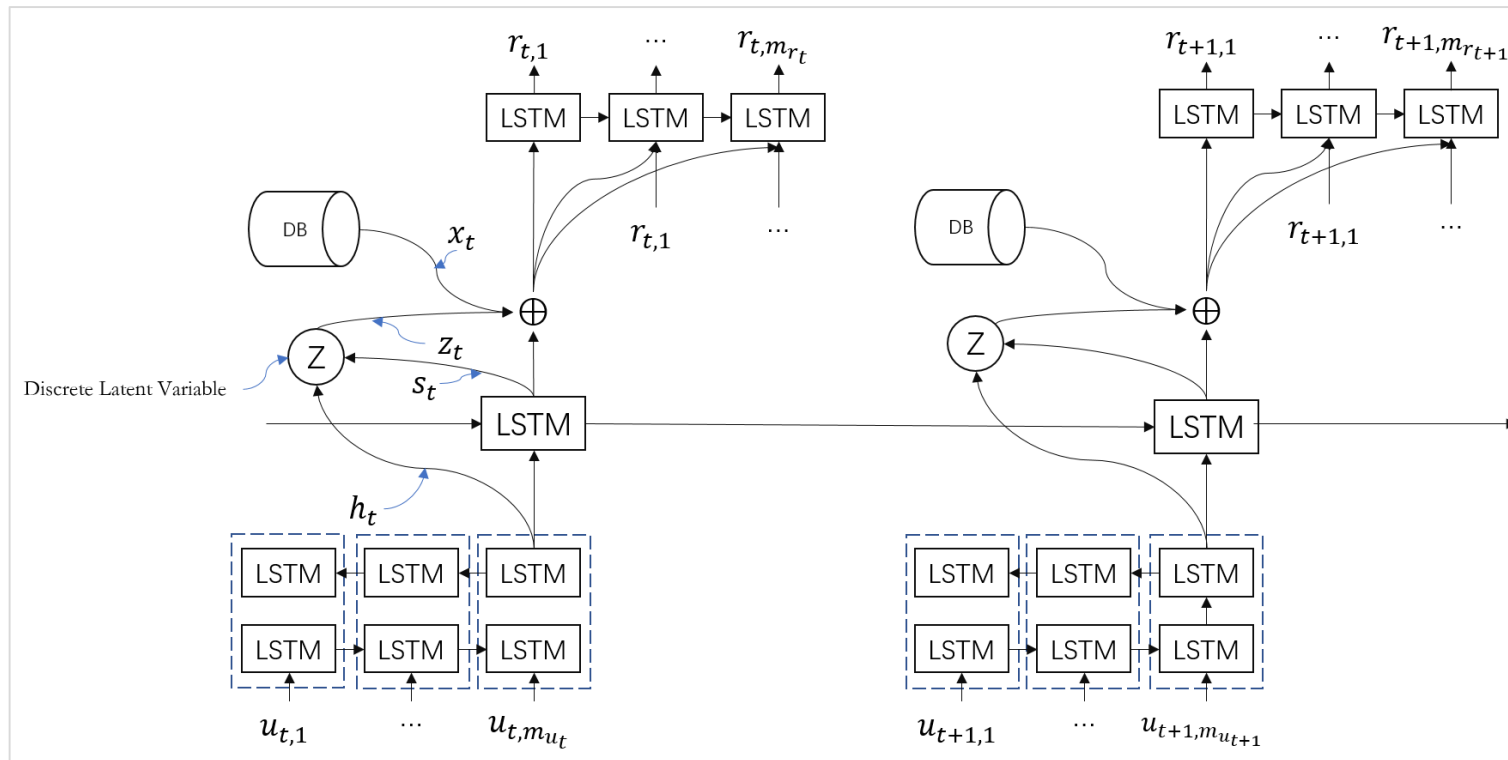 r_{t,1} ... r_{t,m_{r_t}} r_{t+1,1} ... r_{t+1,m_{r_{t+1}}}
LSTM LSTM LSTM LSTM LSTM LSTM
DB x_t r_{t,1} ... DB r_{t+1,1} ...
Z z_t Z
Discrete Latent Variable s_t LSTM LSTM
h_t
LSTM LSTM LSTM LSTM LSTM LSTM
LSTM LSTM LSTM LSTM LSTM LSTM
u_{t,1} ... u_{t,m_{u_t}} u_{t+1,1} ... u_{t+1,m_{u_{t+1}}}